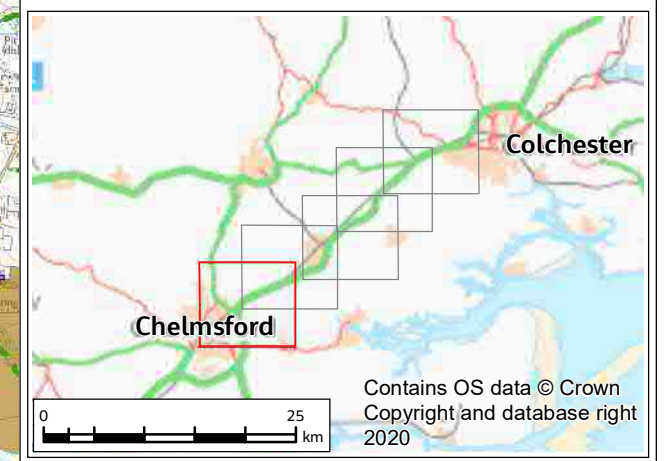 Colchester
Chelmsford
Contains OS data © Crown
Copyright and database right
2020
0 25
km